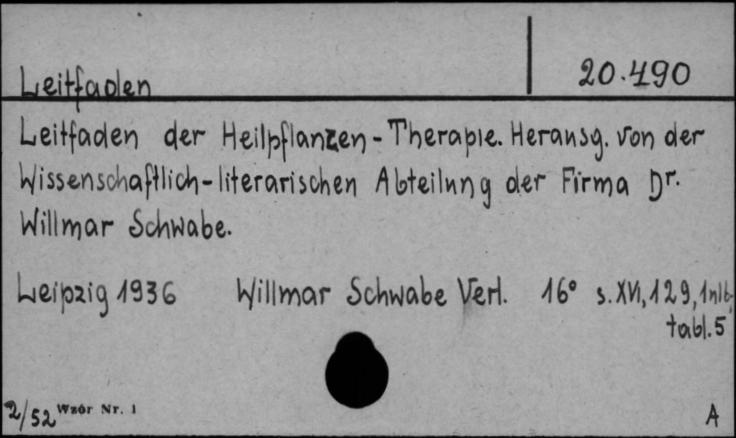 Leitfaden
20.490
Leitfaden der Heilpflanzen-Therapie. Herausg. von der
Wissenschaftlich-literarischen Abteilung der Firma Dr.
Willmar Schwabe.
Leipzig 1936 Willmar Schwabe Verl. 16° s. XVI, 129, 1nlb,
tabl. 5
2/52 Wzór Nr. 1
A